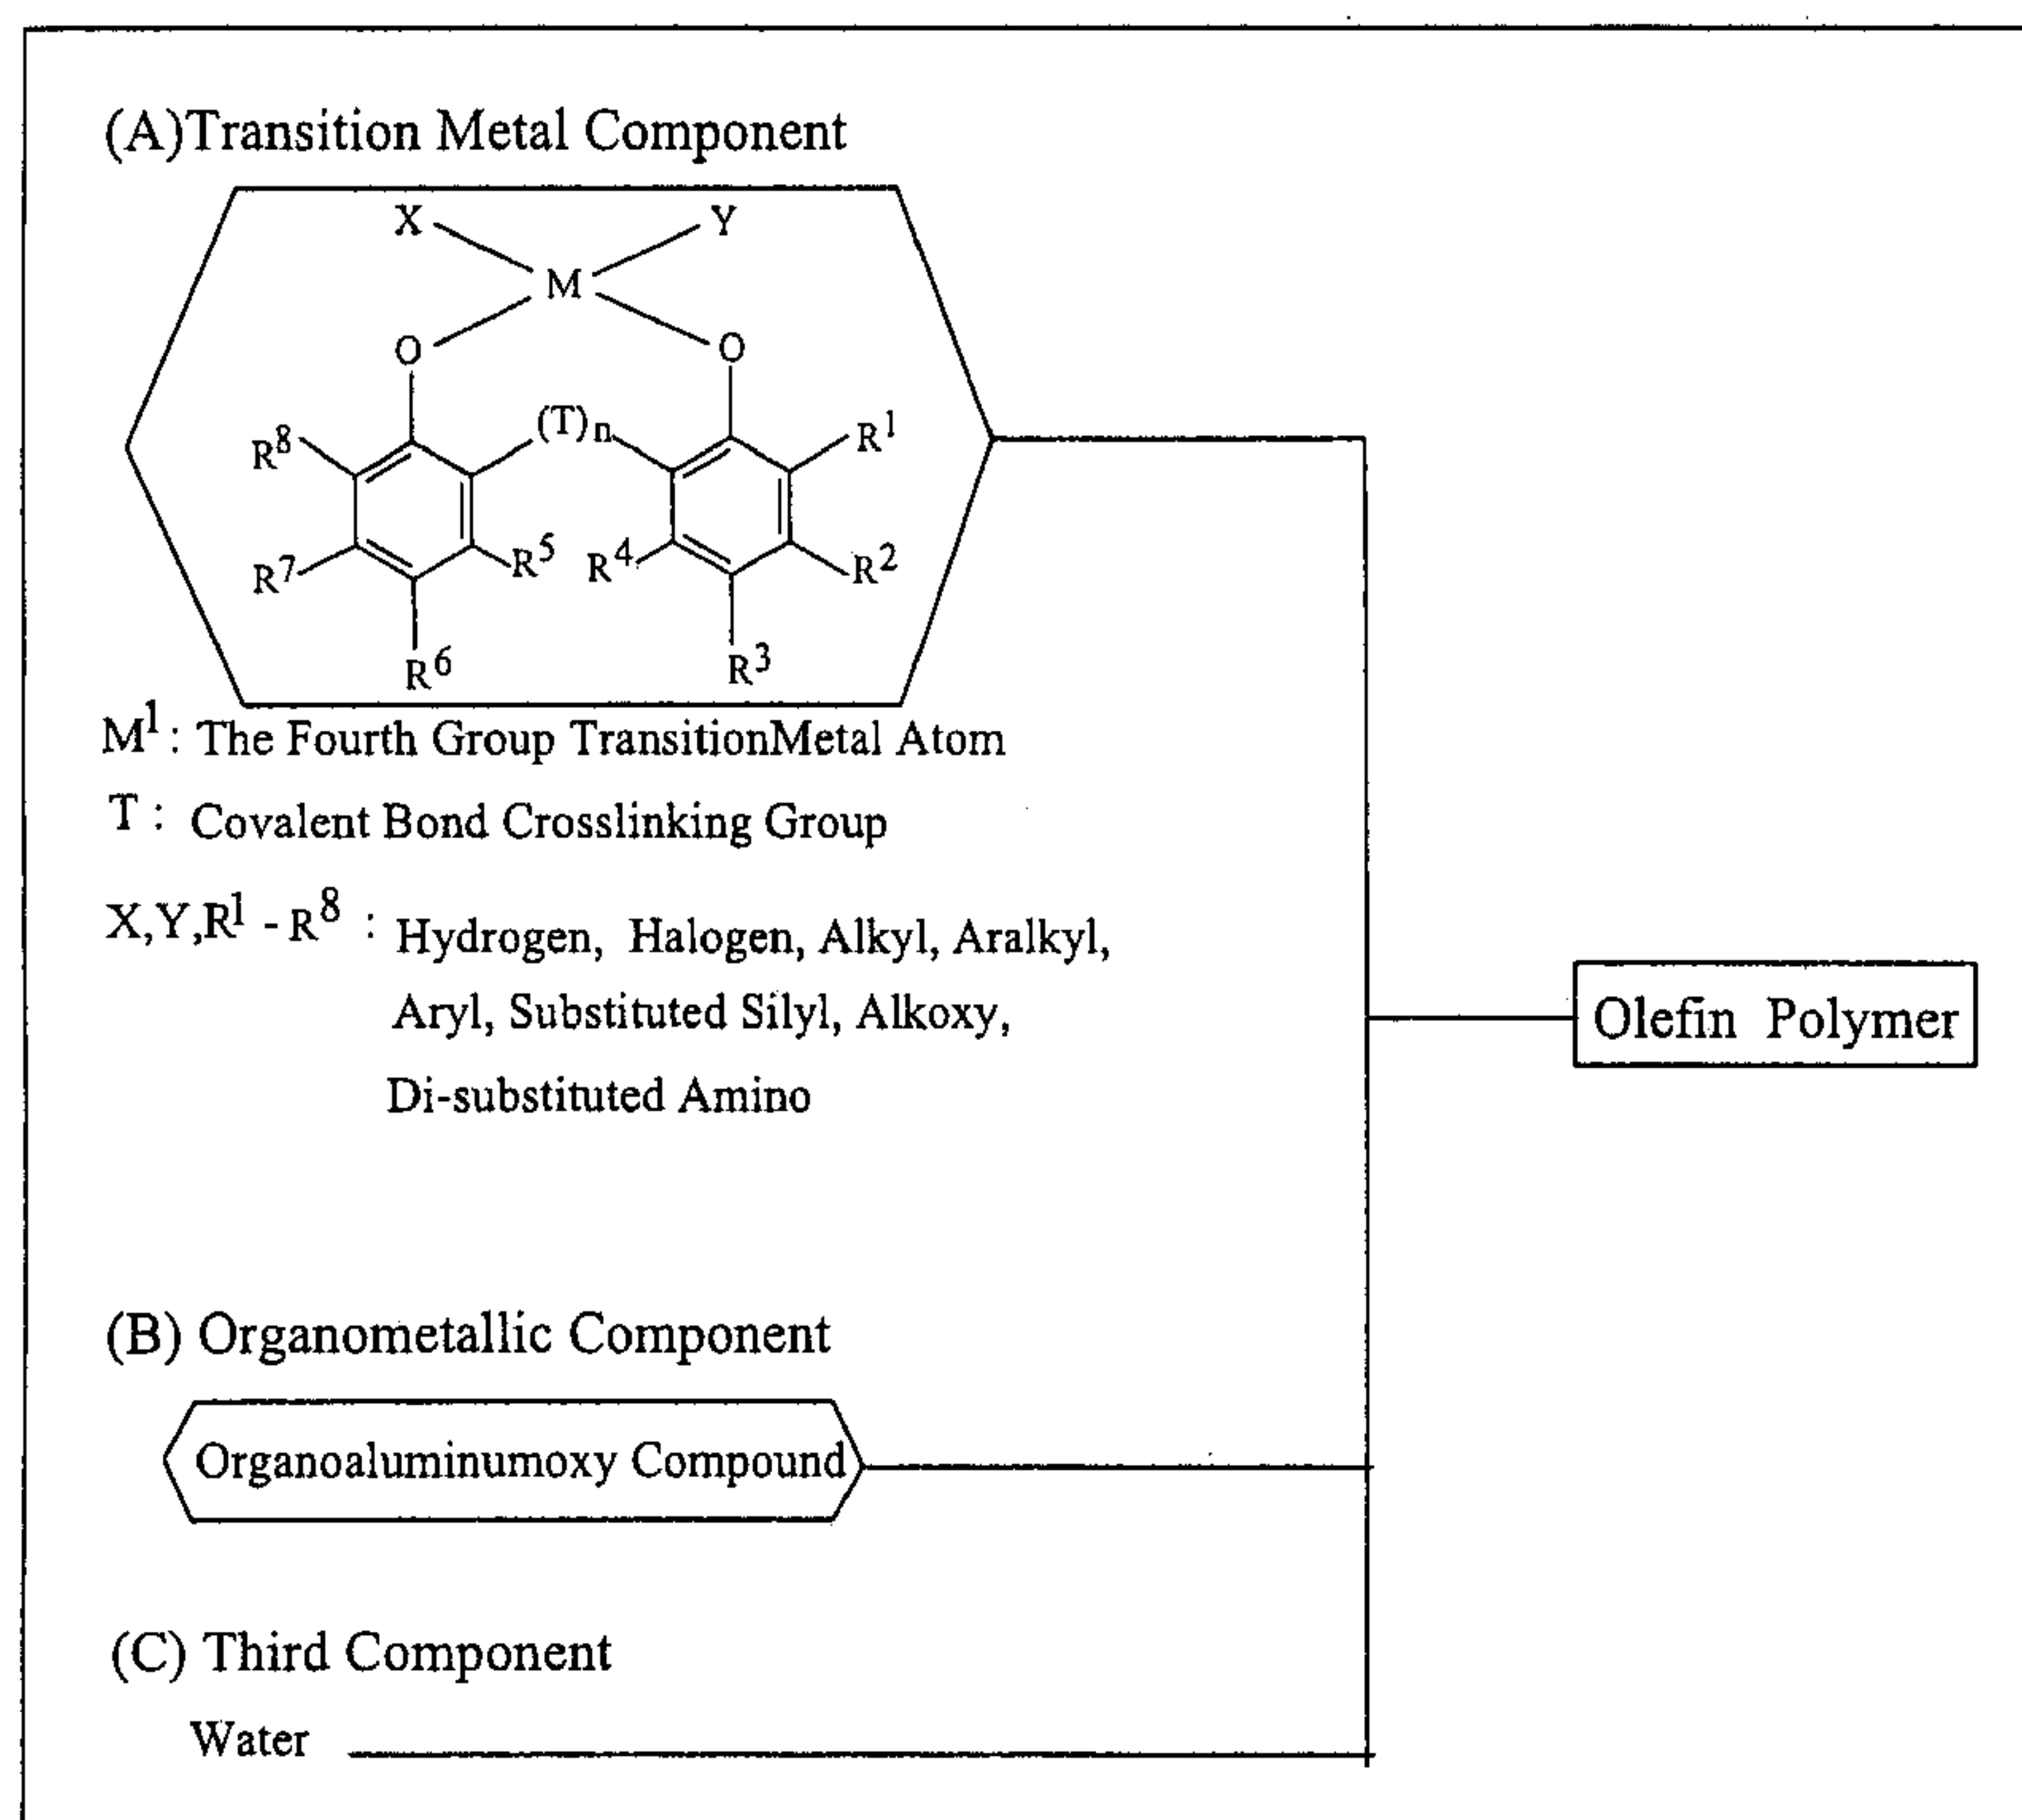 (A)Transition Metal Component
X Y
M
O O
(T)n
R8 R1
R7 R5 R4 R2
R6 R3
M1 : The Fourth Group TransitionMetal Atom
T : Covalent Bond Crosslinking Group
X,Y,R1 - R8 : Hydrogen, Halogen, Alkyl, Aralkyl,
Aryl, Substituted Silyl, Alkoxy,
Di-substituted Amino
Olefin Polymer
(B) Organometallic Component
Organoaluminumoxy Compound
(C) Third Component
Water